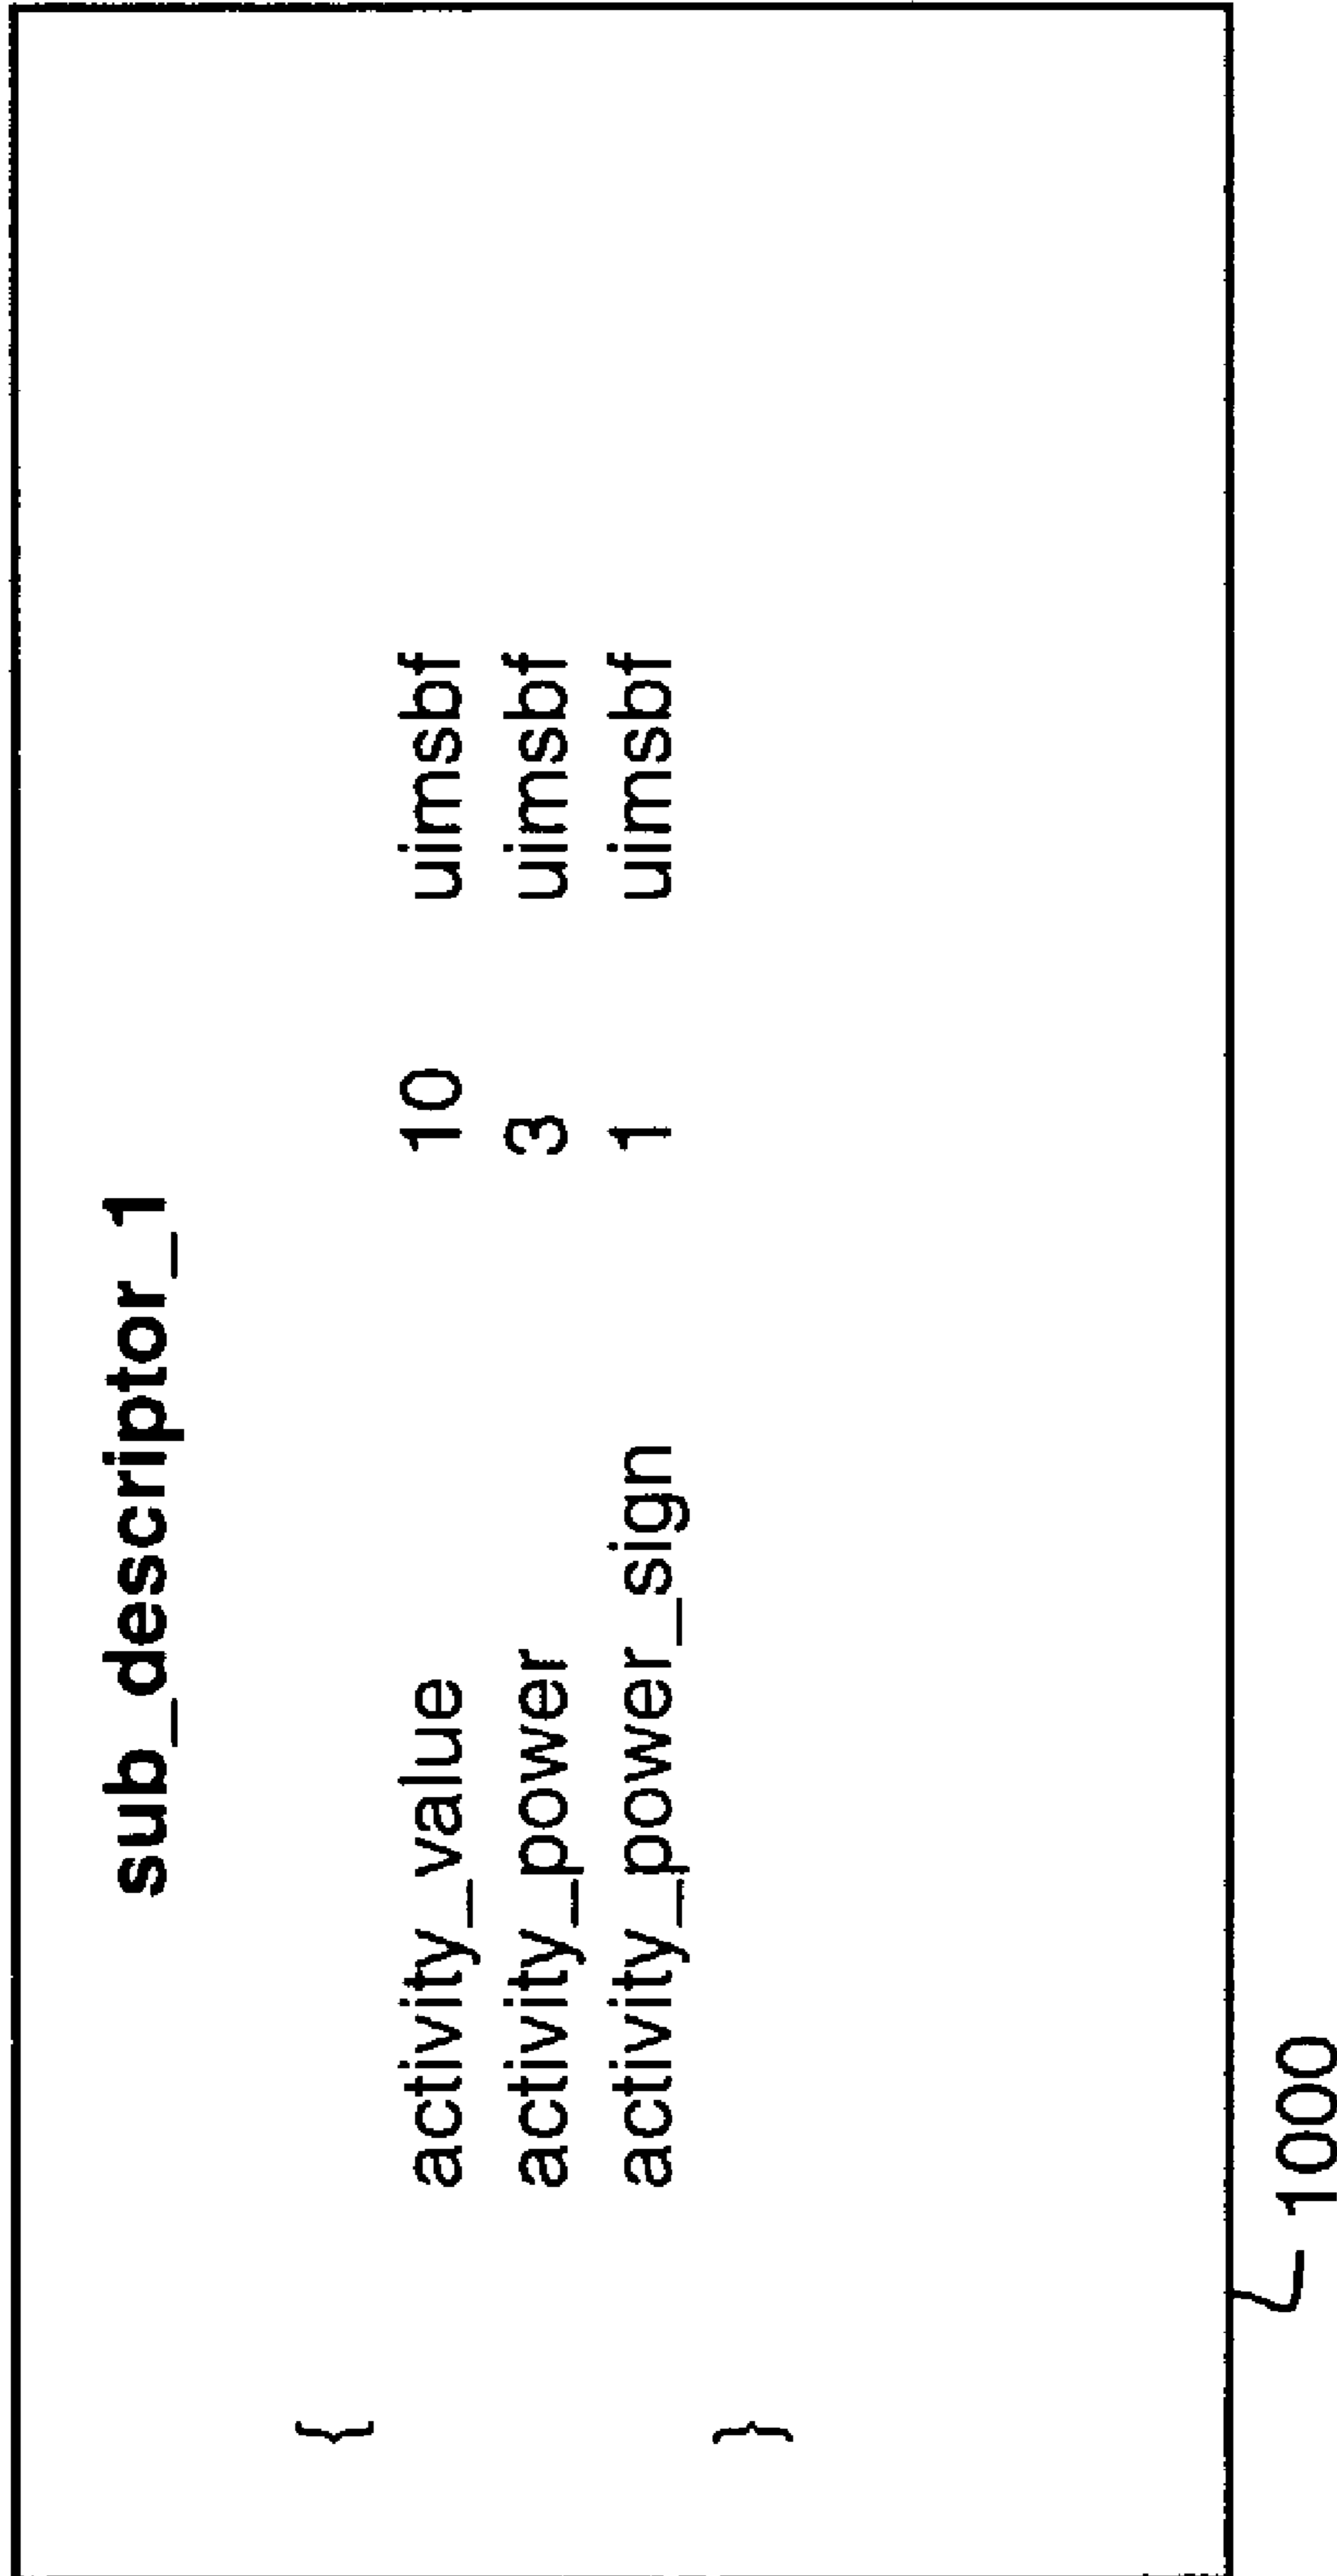 sub_descriptor_1
{
activity_value 10 uimsbf
activity_power 3 uimsbf
activity_power_sign 1 uimsbf
}
1000